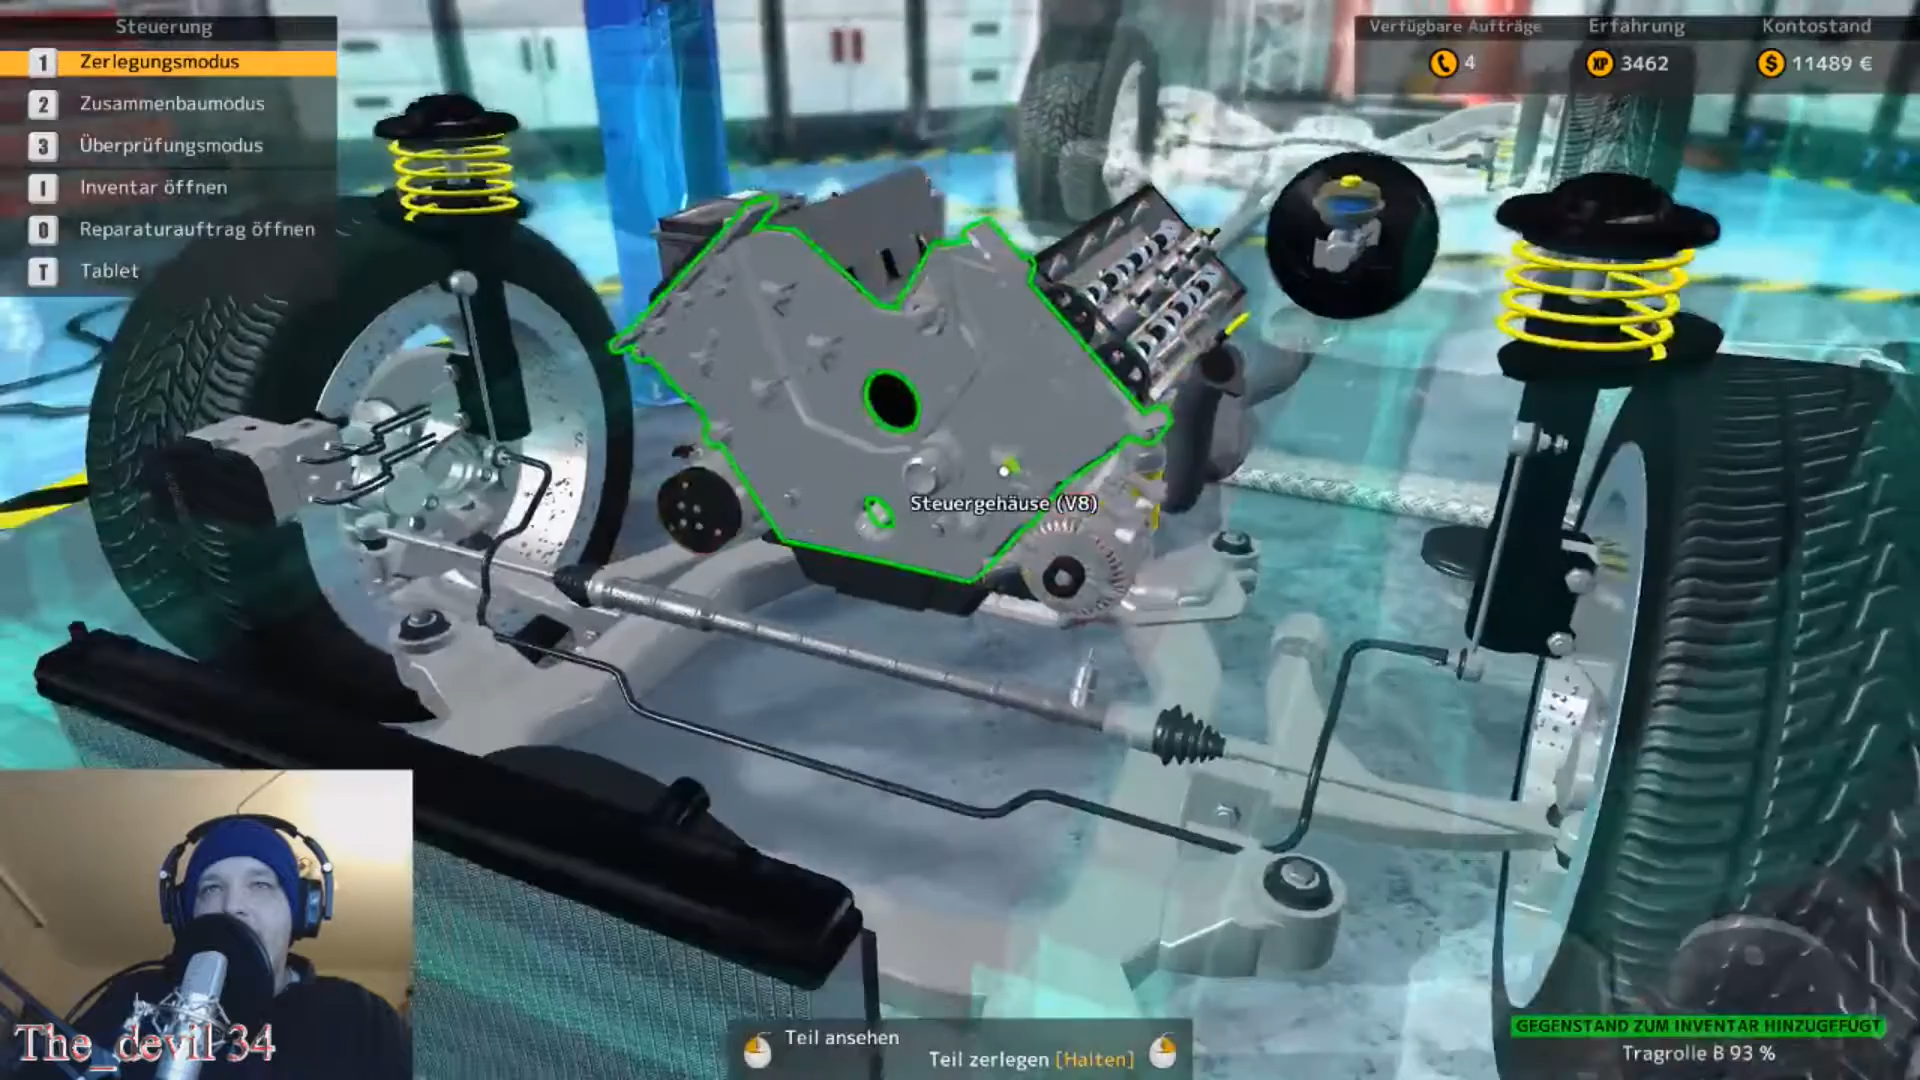 Steuerung
1 Zerlegungsmodus
2 Zusammenbaumodus
3 Überprüfungsmodus
I Inventar öffnen
O Reparaturauftrag öffnen
T Tablet
Verfügbare Aufträge
4
Erfahrung
XP 3462
Kontostand
$ 11489 €
Steuergehäuse (V8)
The_devil 34
Teil ansehen
Teil zerlegen [Halten]
GEGENSTAND ZUM INVENTAR HINZUGEFÜGT
Tragrolle B 93 %